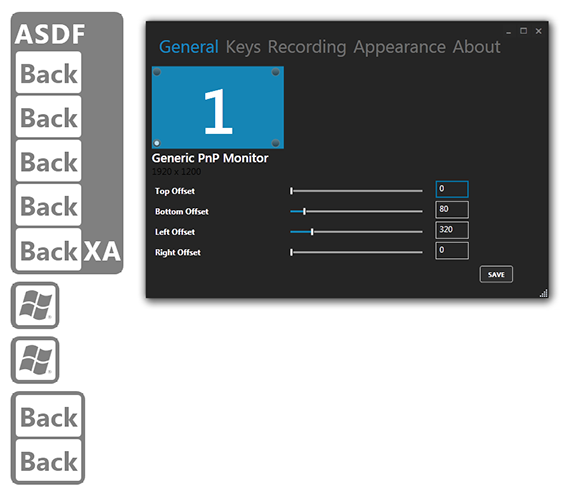 ASDF
Back
Back
Back
Back
Back XA
Back
Back
General Keys Recording Appearance About
1
Generic PnP Monitor
1920 x 1200
Top Offset 0
Bottom Offset 80
Left Offset 320
Right Offset 0
SAVE